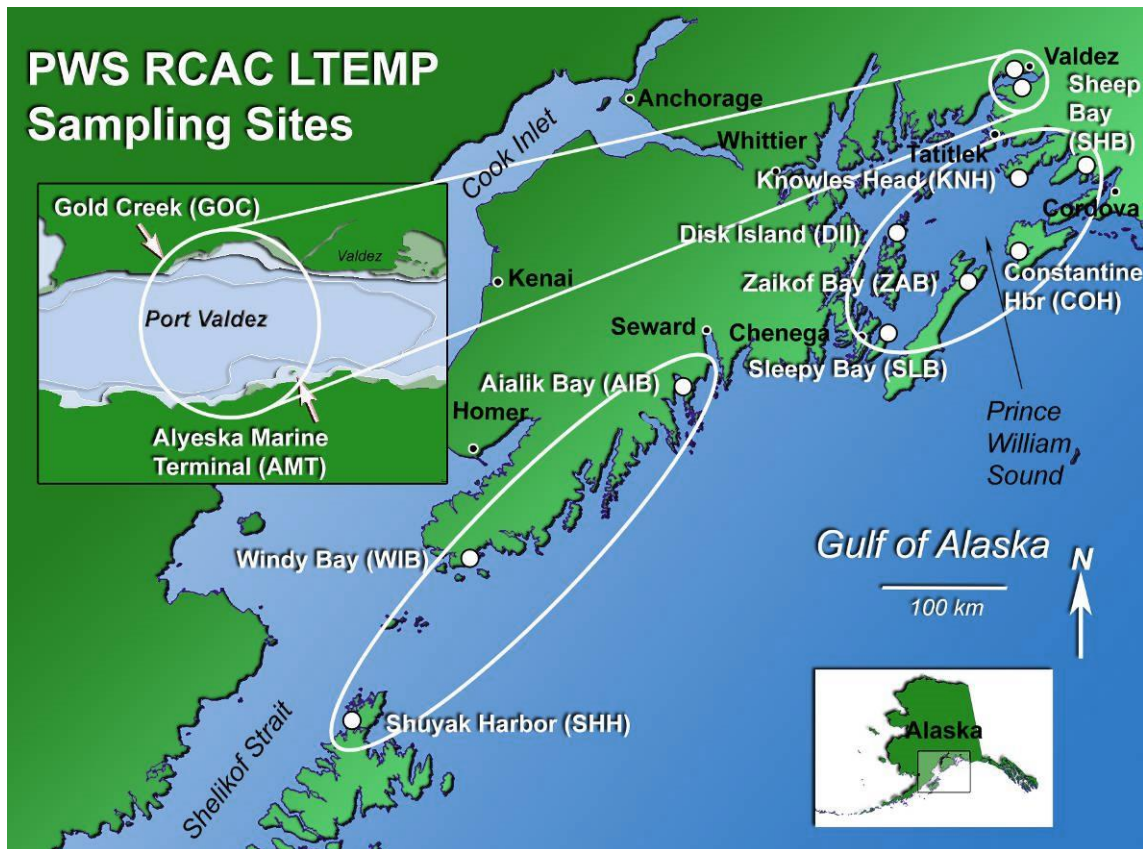 PWS RCAC LTEMP
Sampling Sites
Gold Creek (GOC)
Valdez
Port Valdez
Alyeska Marine
Terminal (AMT)
Cook Inlet
Anchorage
Whittier
Valdez
Sheep
Bay
(SHB)
Tatitlek
Knowles Head (KNH)
Cordova
Disk Island (DII)
Zaikof Bay (ZAB)
Constantine
Hbr (COH)
Kenai
Seward
Chenega
Sleepy Bay (SLB)
Aialik Bay (AIB)
Homer
Prince
William
Sound
Windy Bay (WIB)
Gulf of Alaska
100 km
N
Shuyak Harbor (SHH)
Shelikof Strait
Alaska